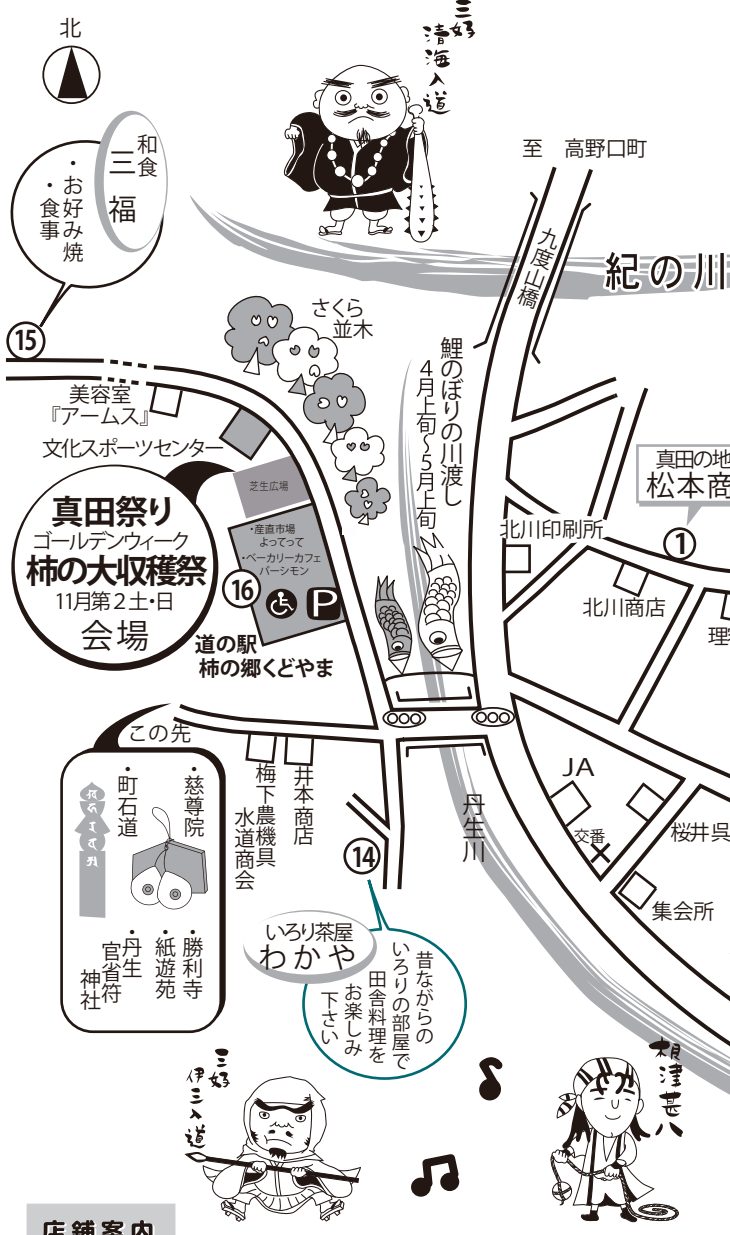 北
三好
清海入道
和食
三福
・お好み焼
・食事
⑮
至 高野口町
九度山橋
紀の川
さくら
並木
鯉のぼりの川渡し
4月上旬〜5月上旬
美容室
『アームス』
文化スポーツセンター
芝生広場
真田祭り
ゴールデンウィーク
柿の大収穫祭
11月第2土・日
会場
・産直市場
よってって
・ベーカリーカフェ
パーシモン
⑯
P
道の駅
柿の郷くどやま
真田の地
松本商
①
北川印刷所
北川商店
理
この先
・慈尊院
・町石道
・勝利寺
・紙遊苑
・丹生
官省符
神社
梅下農機具
水道商会
井本商店
⑭
丹生川
JA
交番
桜井呉
集会所
いろり茶屋
わかや
昔ながらの
いろりの部屋で
田舎料理を
お楽しみ
下さい
三好
伊三入道
根津甚八
店舗案内